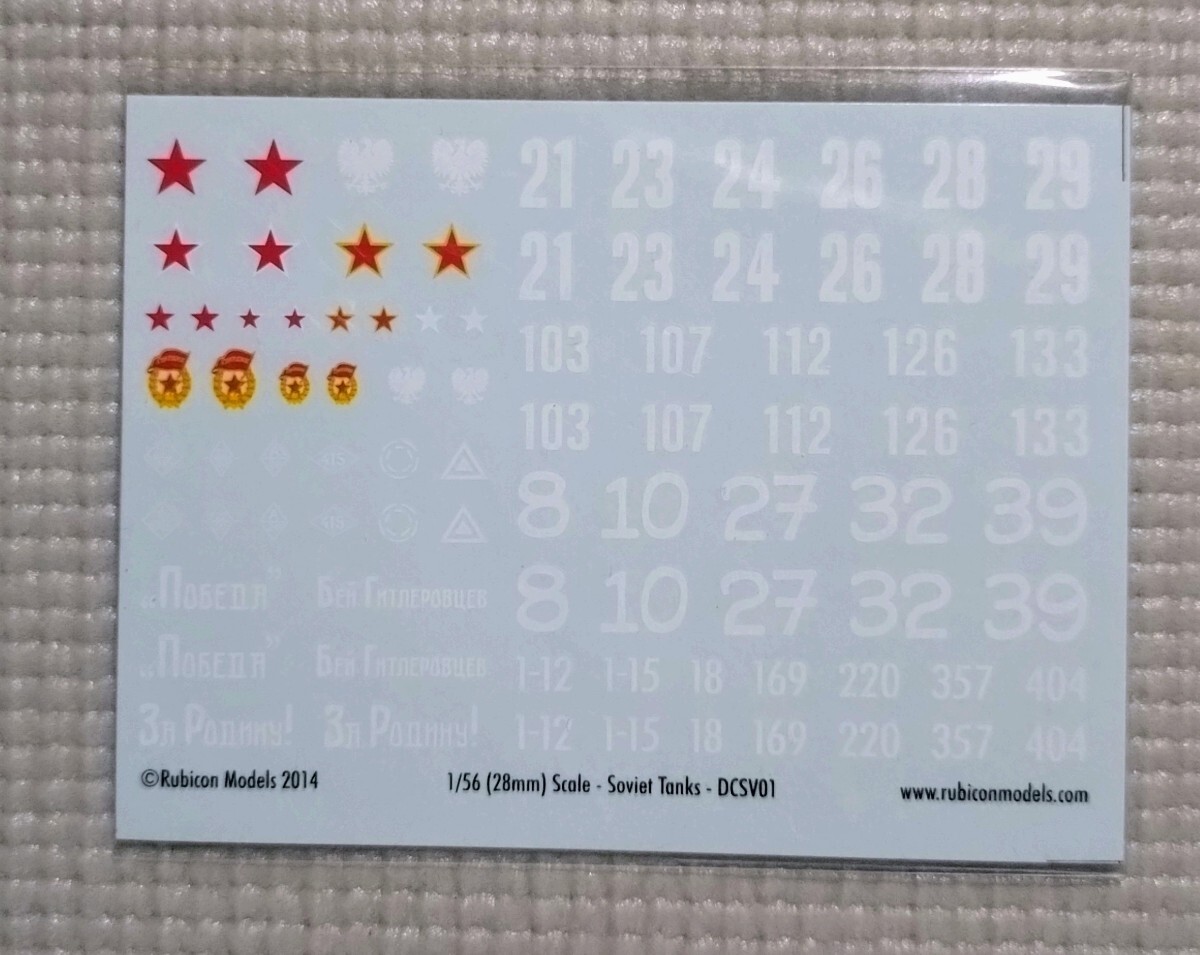 21 23 24 26 28 29
21 23 24 26 28 29
103 107 112 126 133
103 107 112 126 133
8 10 27 32 39
„Победа” Бей Гитлеровцев 8 10 27 32 39
„Победа” Бей Гитлеровцев 1-12 1-15 18 169 220 357 404
За Родину! За Родину! 1-12 1-15 18 169 220 357 404
©Rubicon Models 2014 1/56 (28mm) Scale - Soviet Tanks - DCSV01 www.rubiconmodels.com